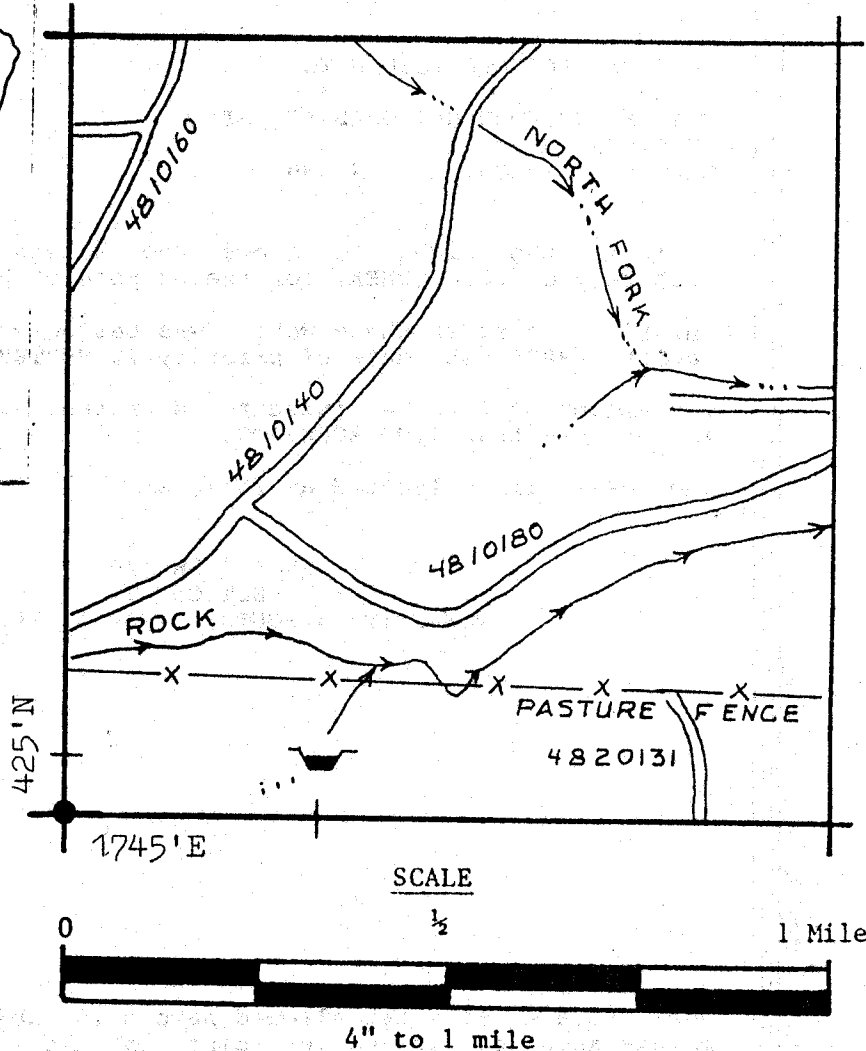 4810160
NORTH FORK
4810140
4810180
ROCK
PASTURE FENCE
425'N
4820131
1745'E
SCALE
0 ½ 1 Mile
4" to 1 mile